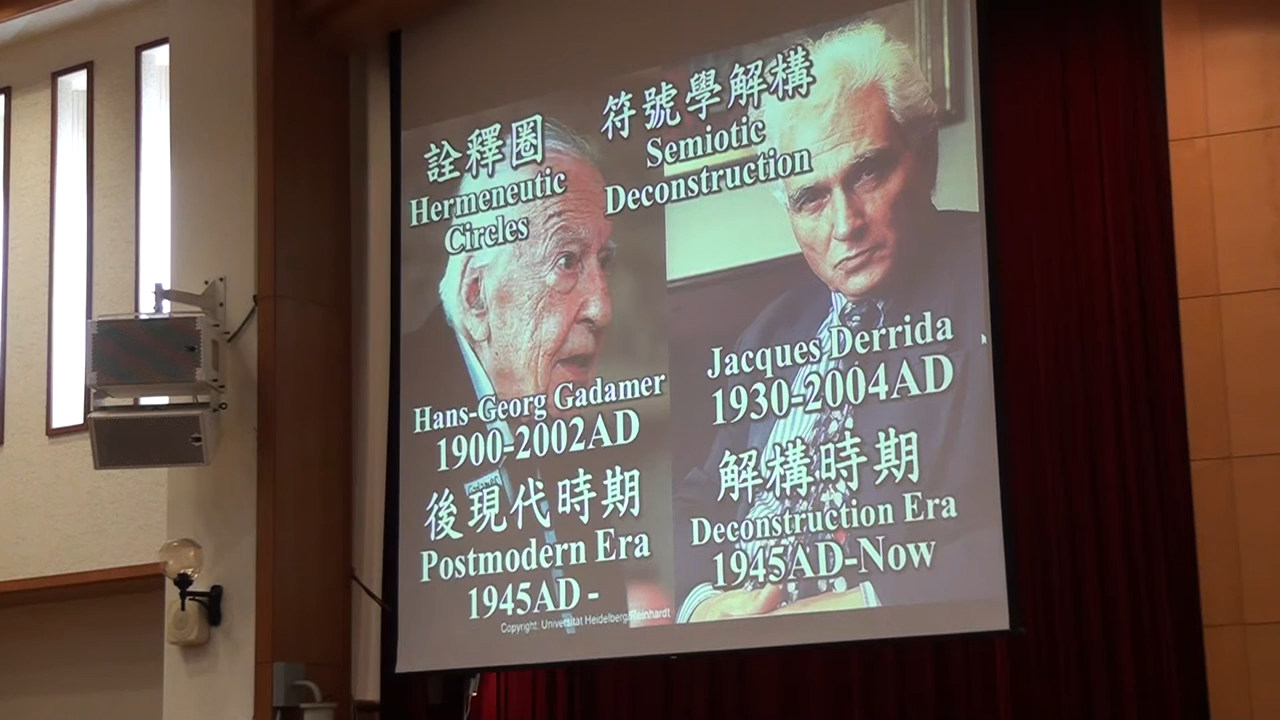 詮釋圈
Hermeneutic
Circles
Hans-Georg Gadamer
1900-2002AD
後現代時期
Postmodern Era
1945AD -
Copyright: Universität Heidelberg/Reinhardt
符號學解構
Semiotic
Deconstruction
Jacques Derrida
1930-2004AD
解構時期
Deconstruction Era
1945AD-Now